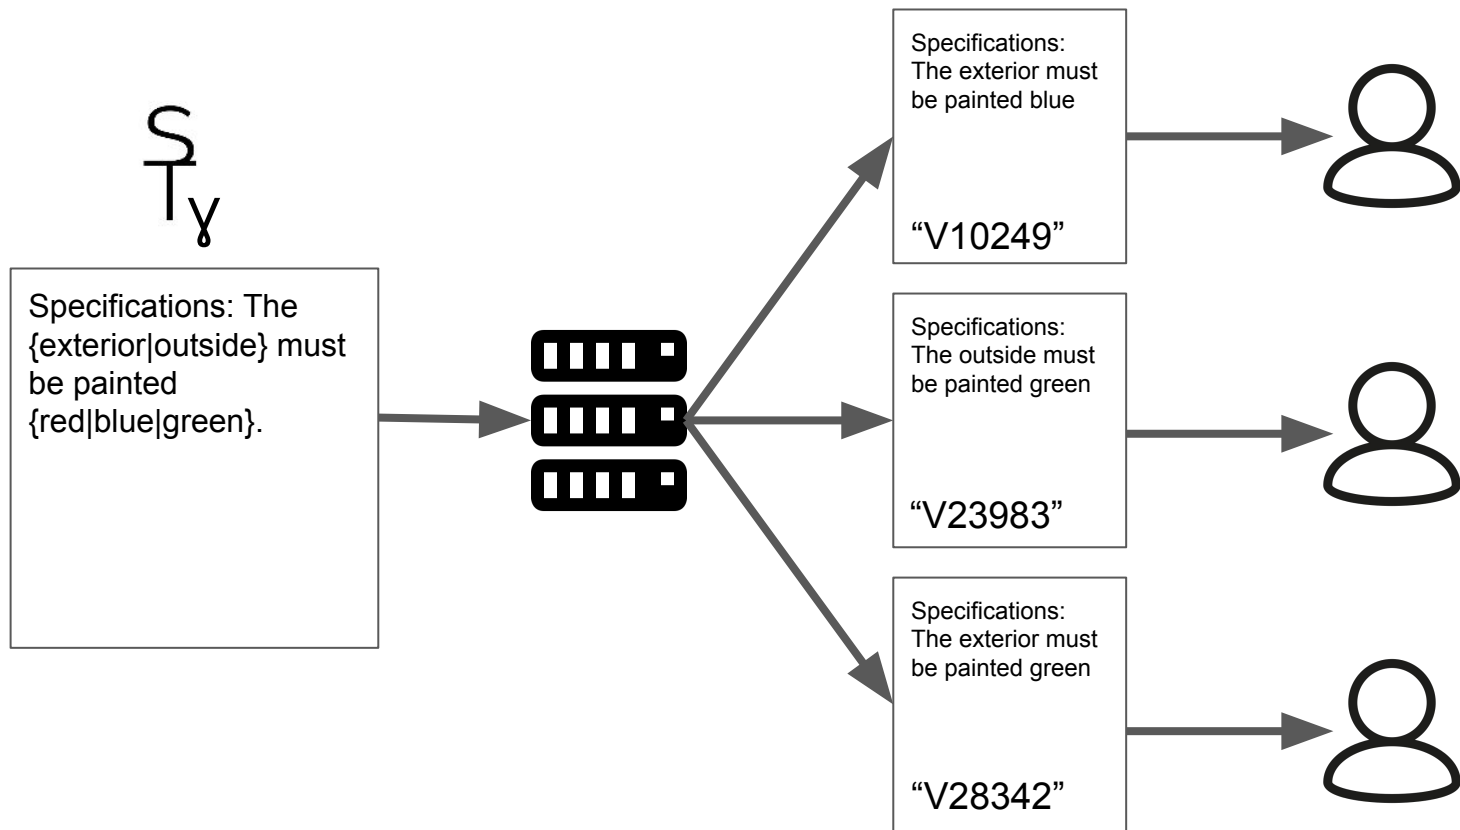 S
Tγ
Specifications: The
{exterior|outside} must
be painted
{red|blue|green}.
Specifications:
The exterior must
be painted blue
“V10249”
Specifications:
The outside must
be painted green
“V23983”
Specifications:
The exterior must
be painted green
“V28342”